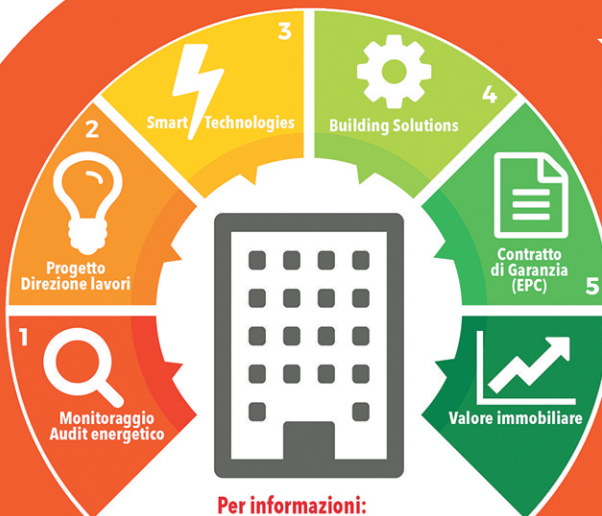 1
Monitoraggio
Audit energetico
2
Progetto
Direzione lavori
3
Smart Technologies
4
Building Solutions
5
Contratto
di Garanzia
(EPC)
Valore immobiliare
Per informazioni: